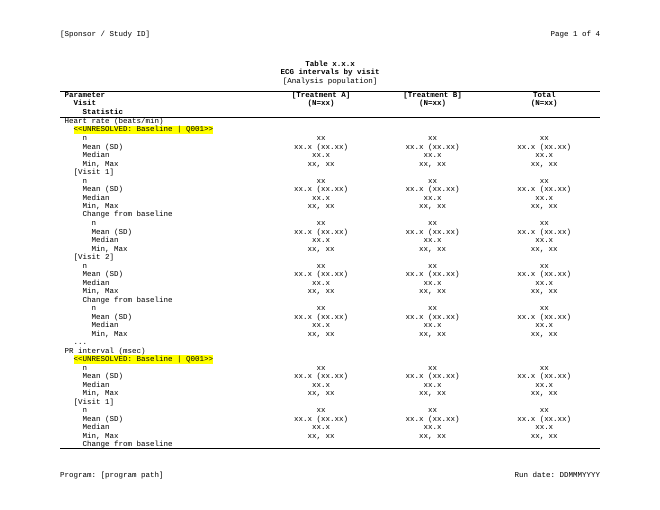 [Sponsor / Study ID] Page 1 of 4
Table x.x.x
ECG intervals by visit
[Analysis population]
Parameter [Treatment A] [Treatment B] Total
Visit (N=xx) (N=xx) (N=xx)
Statistic
Heart rate (beats/min)
<<UNRESOLVED: Baseline | Q001>>
n xx xx xx
Mean (SD) xx.x (xx.xx) xx.x (xx.xx) xx.x (xx.xx)
Median xx.x xx.x xx.x
Min, Max xx, xx xx, xx xx, xx
[Visit 1]
n xx xx xx
Mean (SD) xx.x (xx.xx) xx.x (xx.xx) xx.x (xx.xx)
Median xx.x xx.x xx.x
Min, Max xx, xx xx, xx xx, xx
Change from baseline
n xx xx xx
Mean (SD) xx.x (xx.xx) xx.x (xx.xx) xx.x (xx.xx)
Median xx.x xx.x xx.x
Min, Max xx, xx xx, xx xx, xx
[Visit 2]
n xx xx xx
Mean (SD) xx.x (xx.xx) xx.x (xx.xx) xx.x (xx.xx)
Median xx.x xx.x xx.x
Min, Max xx, xx xx, xx xx, xx
Change from baseline
n xx xx xx
Mean (SD) xx.x (xx.xx) xx.x (xx.xx) xx.x (xx.xx)
Median xx.x xx.x xx.x
Min, Max xx, xx xx, xx xx, xx
...
PR interval (msec)
<<UNRESOLVED: Baseline | Q001>>
n xx xx xx
Mean (SD) xx.x (xx.xx) xx.x (xx.xx) xx.x (xx.xx)
Median xx.x xx.x xx.x
Min, Max xx, xx xx, xx xx, xx
[Visit 1]
n xx xx xx
Mean (SD) xx.x (xx.xx) xx.x (xx.xx) xx.x (xx.xx)
Median xx.x xx.x xx.x
Min, Max xx, xx xx, xx xx, xx
Change from baseline
Program: [program path] Run date: DDMMMYYYY